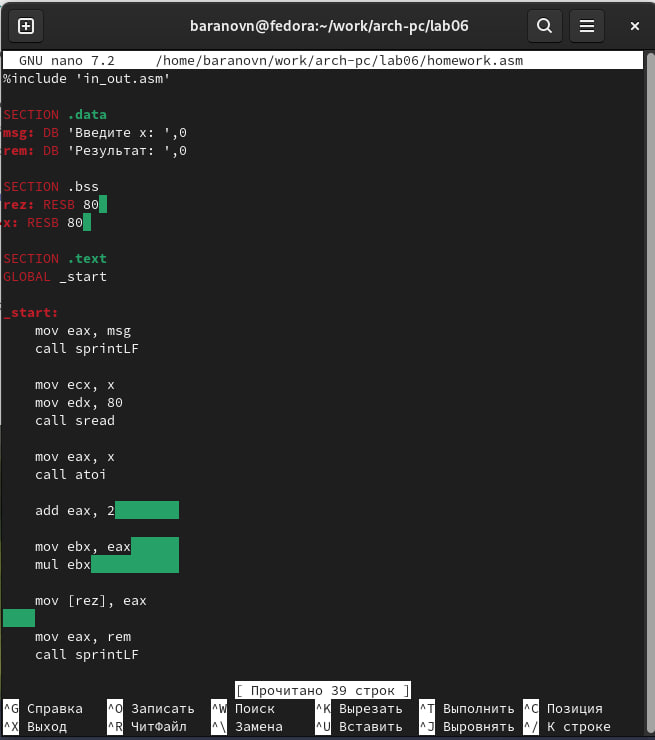 baranovn@fedora:~/work/arch-pc/lab06
GNU nano 7.2 /home/baranovn/work/arch-pc/lab06/homework.asm
%include 'in_out.asm'
SECTION .data
msg: DB 'Введите x: ',0
rem: DB 'Результат: ',0
SECTION .bss
rez: RESB 80
x: RESB 80
SECTION .text
GLOBAL _start
_start:
mov eax, msg
call sprintLF
mov ecx, x
mov edx, 80
call sread
mov eax, x
call atoi
add eax, 2
mov ebx, eax
mul ebx
mov [rez], eax
mov eax, rem
call sprintLF
[ Прочитано 39 строк ]
^G Справка ^O Записать ^W Поиск ^K Вырезать ^T Выполнить ^C Позиция
^X Выход ^R ЧитФайл ^\ Замена ^U Вставить ^J Выровнять ^/ К строке